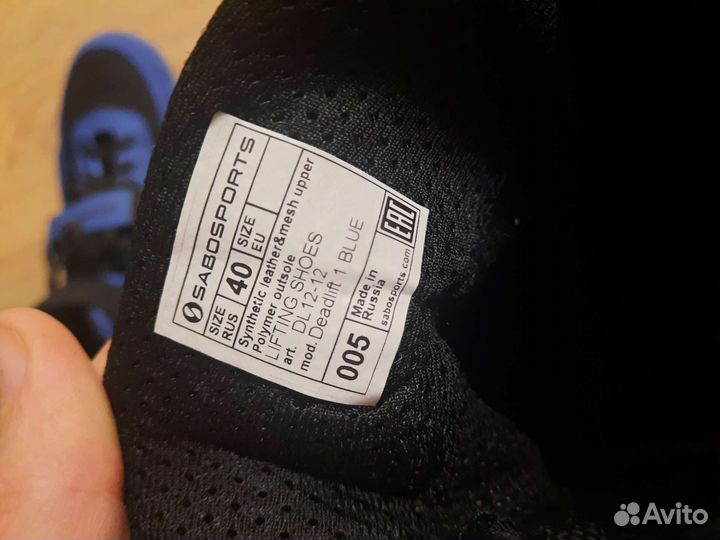 SABOSPORTS
SIZE RUS 40 SIZE EU
Synthetic leather&mesh upper
Polymer outsole
LIFTING SHOES
art. DL12-12
mod. Deadlift 1 BLUE
005 Made in Russia
sabosports.com
EAC
Avito